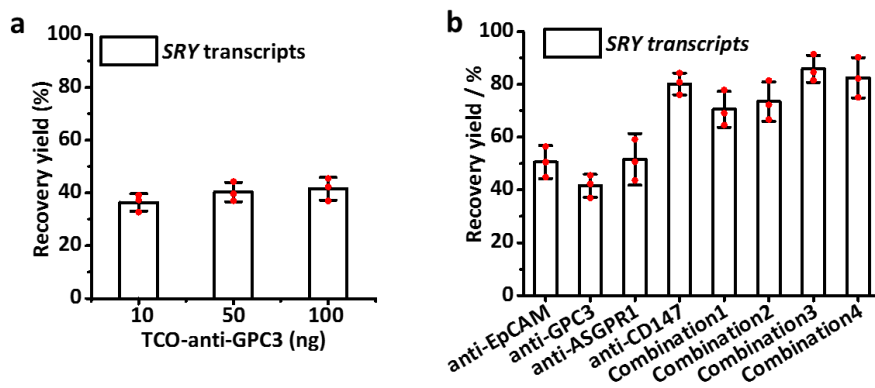 a
SRY transcripts
Recovery yield (%)
100
80
60
40
20
0
10 50 100
TCO-anti-GPC3 (ng)
b
SRY transcripts
Recovery yield / %
100
80
60
40
20
0
anti-EpCAM
anti-GPC3
anti-ASGPR1
anti-CD147
Combination1
Combination2
Combination3
Combination4